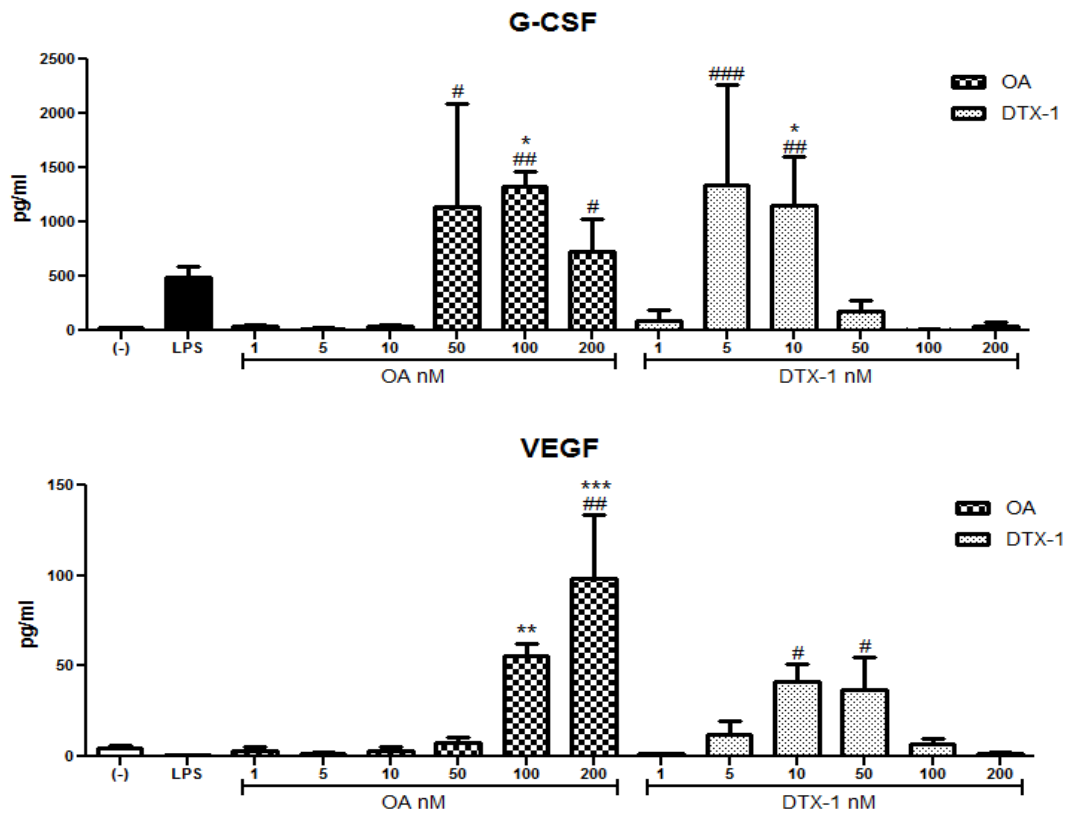 G-CSF
2500
2000
1500
1000
500
0
pg/ml
#
*
##
#
###
*
##
OA
DTX-1
(-) LPS 1 5 10 50 100 200 1 5 10 50 100 200
OA nM DTX-1 nM
VEGF
150
100
50
0
pg/ml
**
***
##
#
#
OA
DTX-1
(-) LPS 1 5 10 50 100 200 1 5 10 50 100 200
OA nM DTX-1 nM